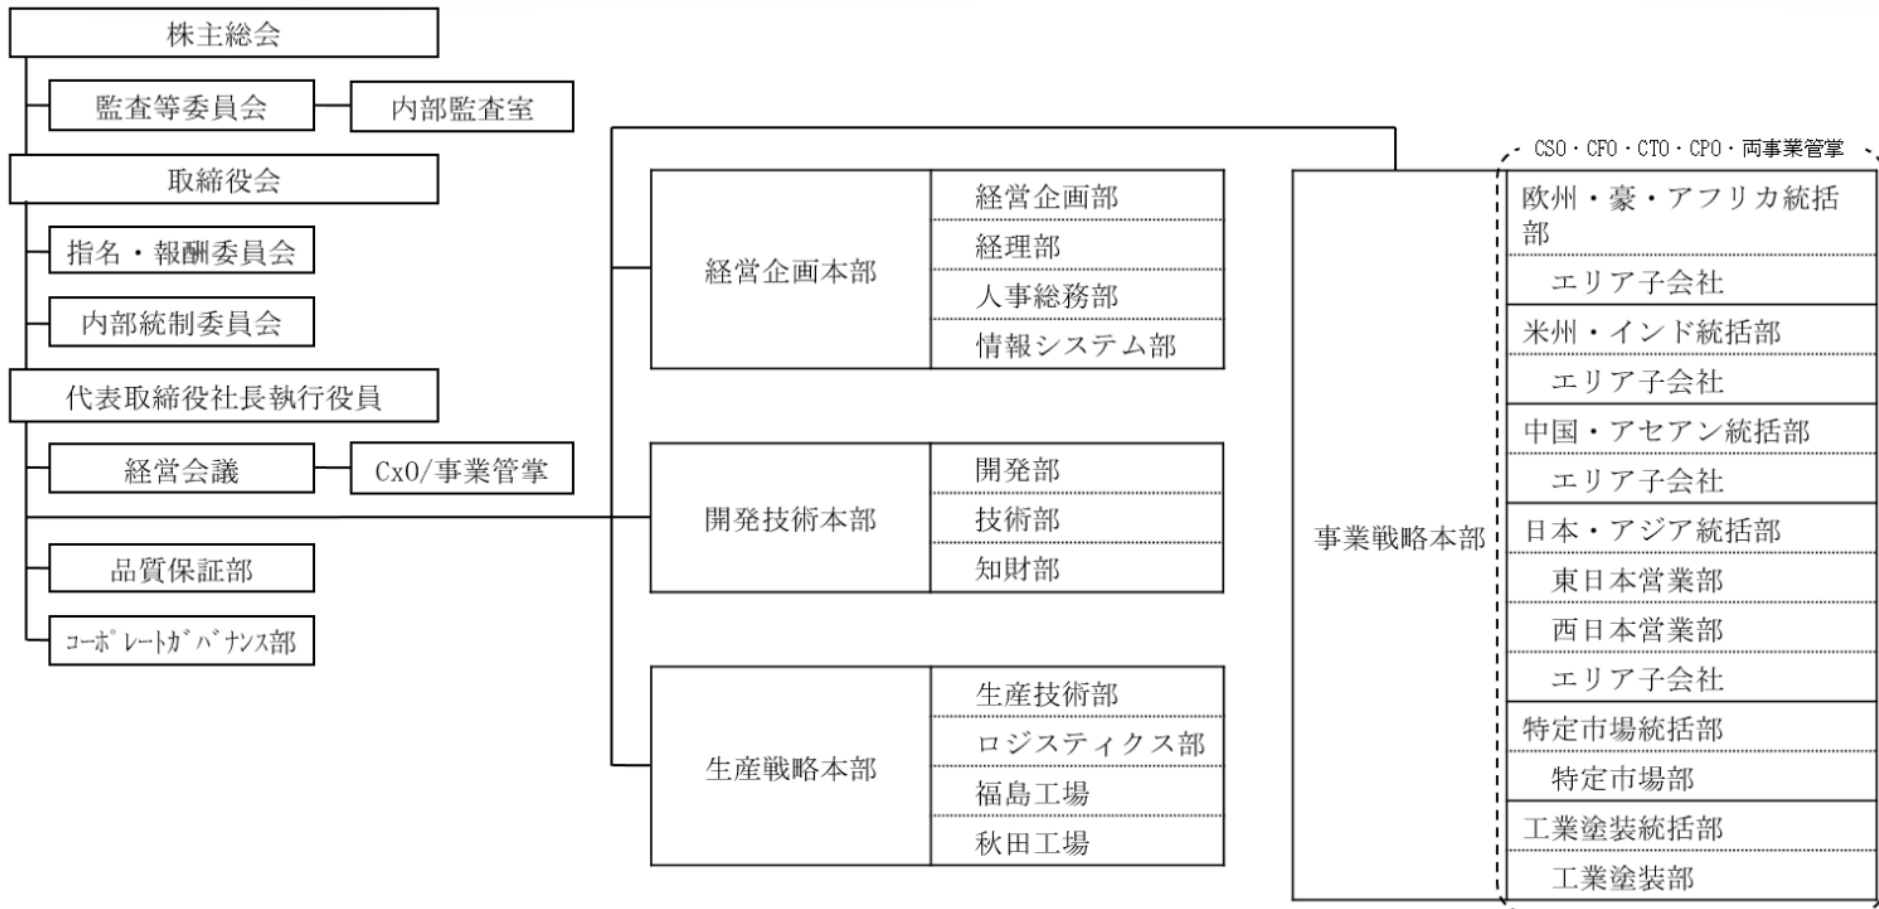 株主総会
監査等委員会
内部監査室
取締役会
指名・報酬委員会
内部統制委員会
代表取締役社長執行役員
経営会議
CxO/事業管掌
品質保証部
ｺｰﾎﾟﾚｰﾄｶﾞﾊﾞﾅﾝｽ部
経営企画本部
経営企画部
経理部
人事総務部
情報システム部
開発技術本部
開発部
技術部
知財部
生産戦略本部
生産技術部
ロジスティクス部
福島工場
秋田工場
事業戦略本部
CSO・CFO・CTO・CPO・両事業管掌
欧州・豪・アフリカ統括
部
エリア子会社
米州・インド統括部
エリア子会社
中国・アセアン統括部
エリア子会社
日本・アジア統括部
東日本営業部
西日本営業部
エリア子会社
特定市場統括部
特定市場部
工業塗装統括部
工業塗装部